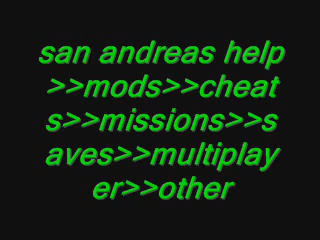 san andreas help
>>mods>>cheat
s>>missions>>s
aves>>multiplay
er>>other